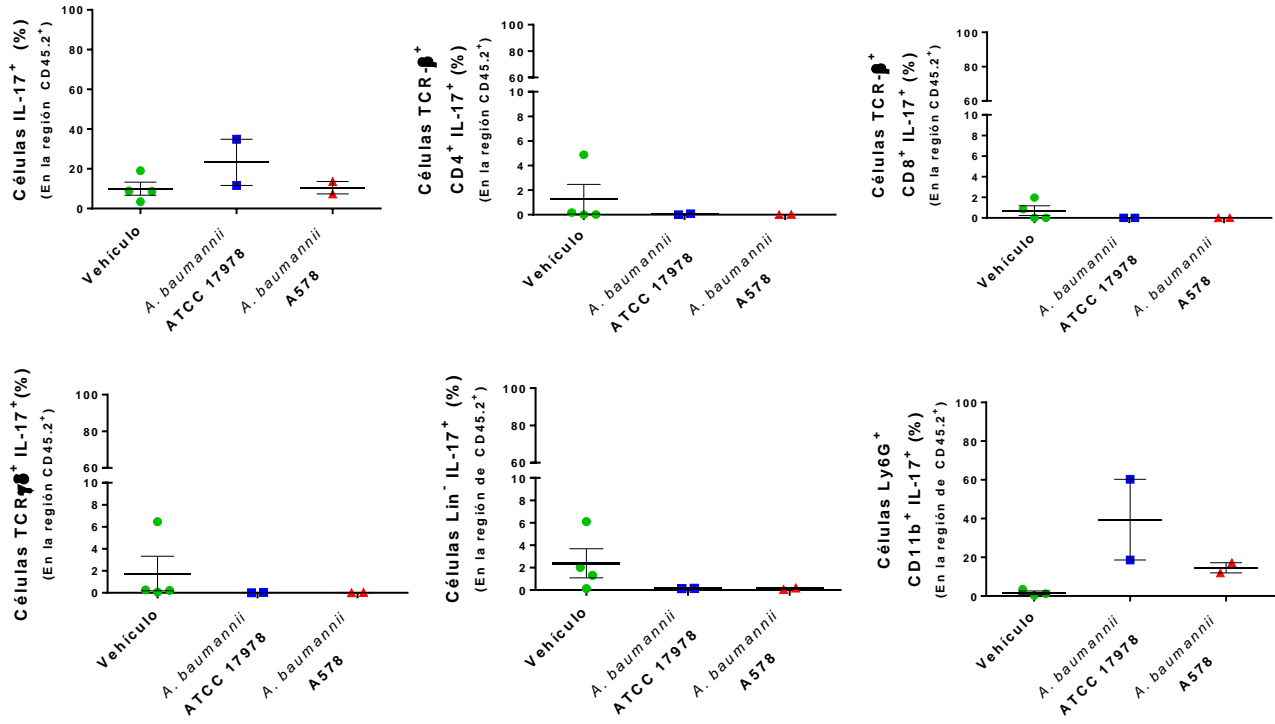 Células IL-17⁺ (%)
(En la región CD45.2⁺)
100
80
60
40
20
0
Vehículo
A. baumannii
ATCC 17978
A. baumannii
A578
Células
CD4⁺ IL-17⁺ (%)
(En la región CD45.2⁺)
100
80
60
10
8
6
4
2
0
Vehículo
A. baumannii
ATCC 17978
A. baumannii
A578
Células
CD8⁺ IL-17⁺ (%)
(En la región CD45.2⁺)
100
80
60
10
8
6
4
2
0
Vehículo
A. baumannii
ATCC 17978
A. baumannii
A578
Células TCRγδ⁺ IL-17⁺(%)
(En la región CD45.2⁺)
100
80
60
10
8
6
4
2
0
Vehículo
A. baumannii
ATCC 17978
A. baumannii
A578
Células Lin⁻ IL-17⁺ (%)
(En la región de CD45.2⁺)
100
80
60
10
8
6
4
2
0
Vehículo
A. baumannii
ATCC 17978
A. baumannii
A578
Células Ly6G⁺
CD11b⁺ IL-17⁺ (%)
(En la región de CD45.2⁺)
100
80
60
40
20
0
Vehículo
A. baumannii
ATCC 17978
A. baumannii
A578